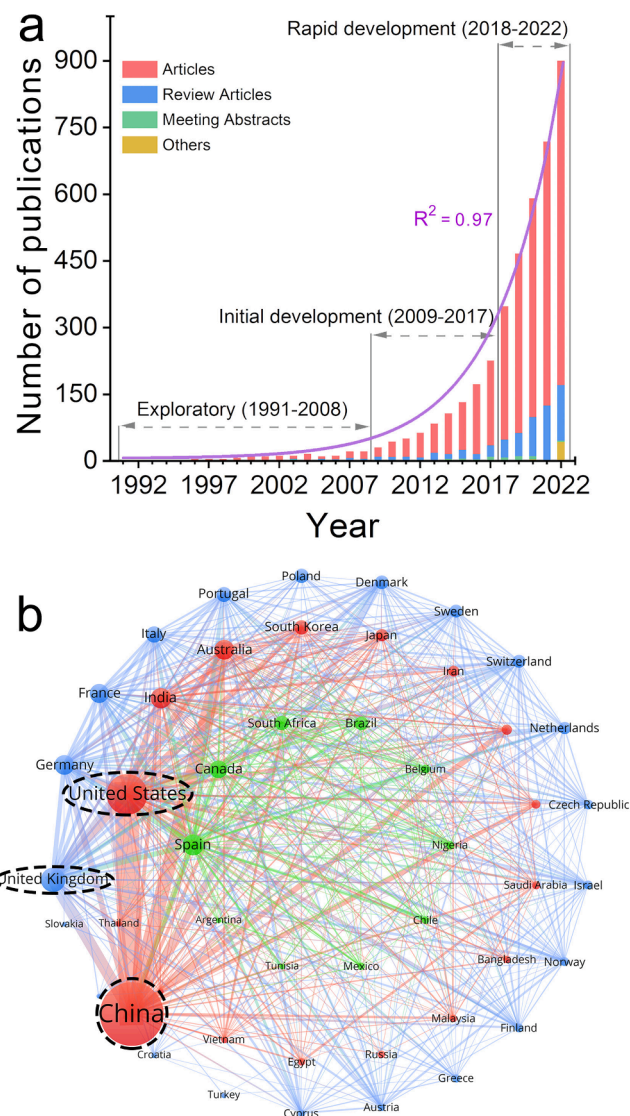 a
Rapid development (2018-2022)
900
Articles
Review Articles
Meeting Abstracts
Others
750
600
R² = 0.97
450
Initial development (2009-2017)
300
150
Exploratory (1991-2008)
0
Number of publications
1992 1997 2002 2007 2012 2017 2022
Year
b
Poland
Portugal
Denmark
Sweden
South Korea
Japan
Italy
Australia
Switzerland
Iran
France
India
South Africa
Brazil
Netherlands
Germany
Canada
Belgium
United States
Czech Republic
Spain
Nigeria
United Kingdom
Saudi Arabia
Israel
Slovakia
Thailand
Argentina
Chile
Bangladesh
Norway
Tunisia
Mexico
China
Malaysia
Finland
Vietnam
Croatia
Egypt
Russia
Greece
Turkey
Cyprus
Austria